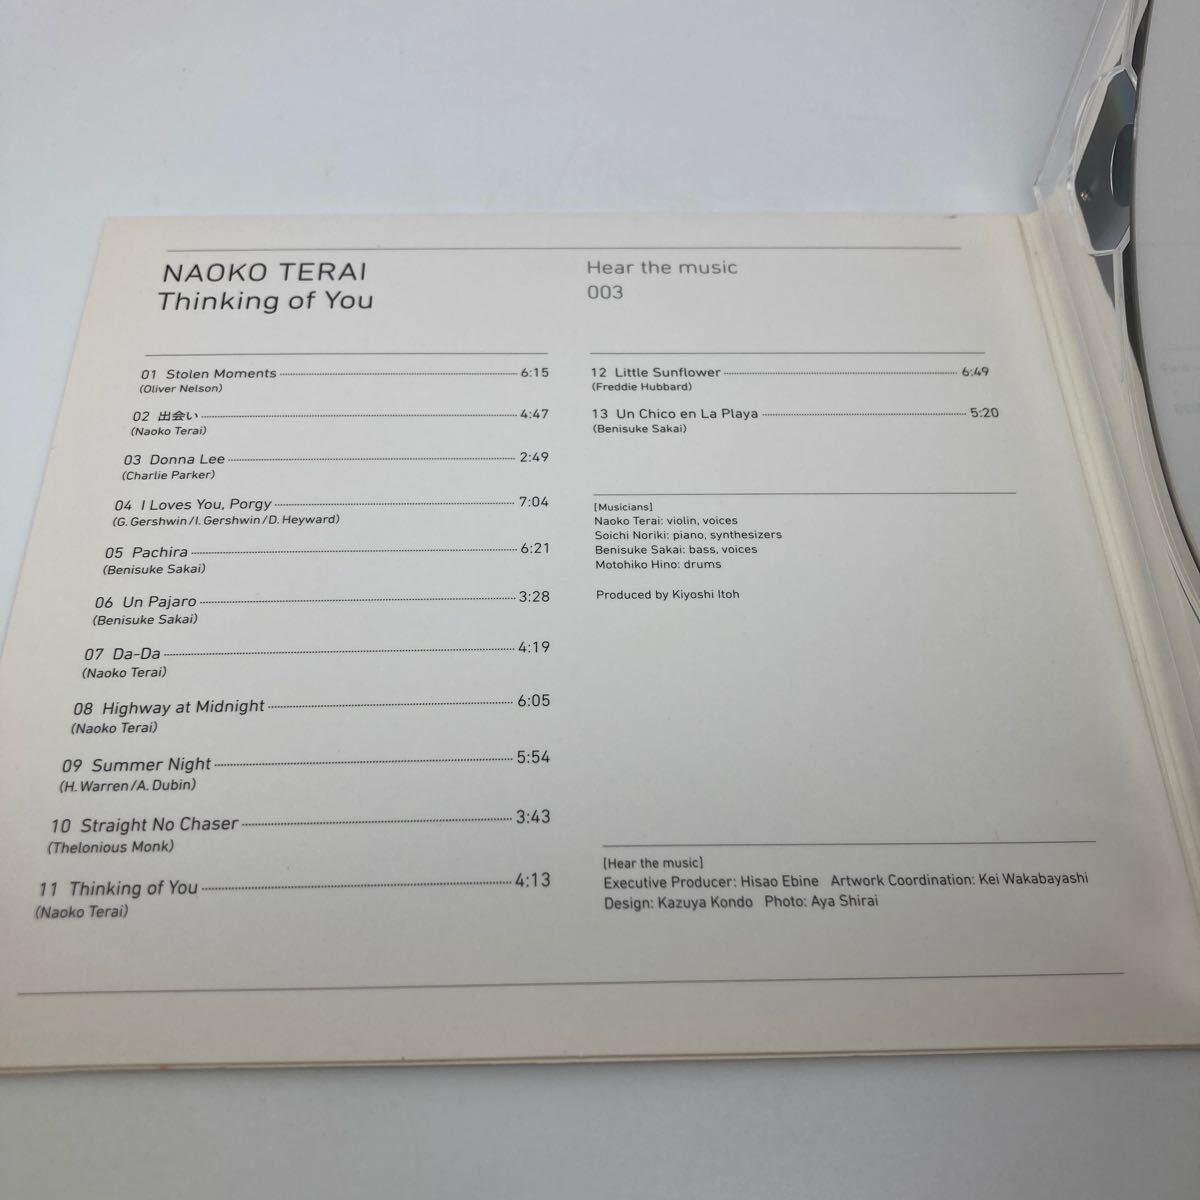 NAOKO TERAI
Thinking of You
Hear the music
003
01 Stolen Moments 6:15
(Oliver Nelson)
02 出会い 4:47
(Naoko Terai)
03 Donna Lee 2:49
(Charlie Parker)
04 I Loves You, Porgy 7:04
(G. Gershwin/I. Gershwin/D. Heyward)
05 Pachira 6:21
(Benisuke Sakai)
06 Un Pajaro 3:28
(Benisuke Sakai)
07 Da-Da 4:19
(Naoko Terai)
08 Highway at Midnight 6:05
(Naoko Terai)
09 Summer Night 5:54
(H. Warren/A. Dubin)
10 Straight No Chaser 3:43
(Thelonious Monk)
11 Thinking of You 4:13
(Naoko Terai)
12 Little Sunflower 6:49
(Freddie Hubbard)
13 Un Chico en La Playa 5:20
(Benisuke Sakai)
[Musicians]
Naoko Terai: violin, voices
Soichi Noriki: piano, synthesizers
Benisuke Sakai: bass, voices
Motohiko Hino: drums
Produced by Kiyoshi Itoh
[Hear the music]
Executive Producer: Hisao Ebine Artwork Coordination: Kei Wakabayashi
Design: Kazuya Kondo Photo: Aya Shirai